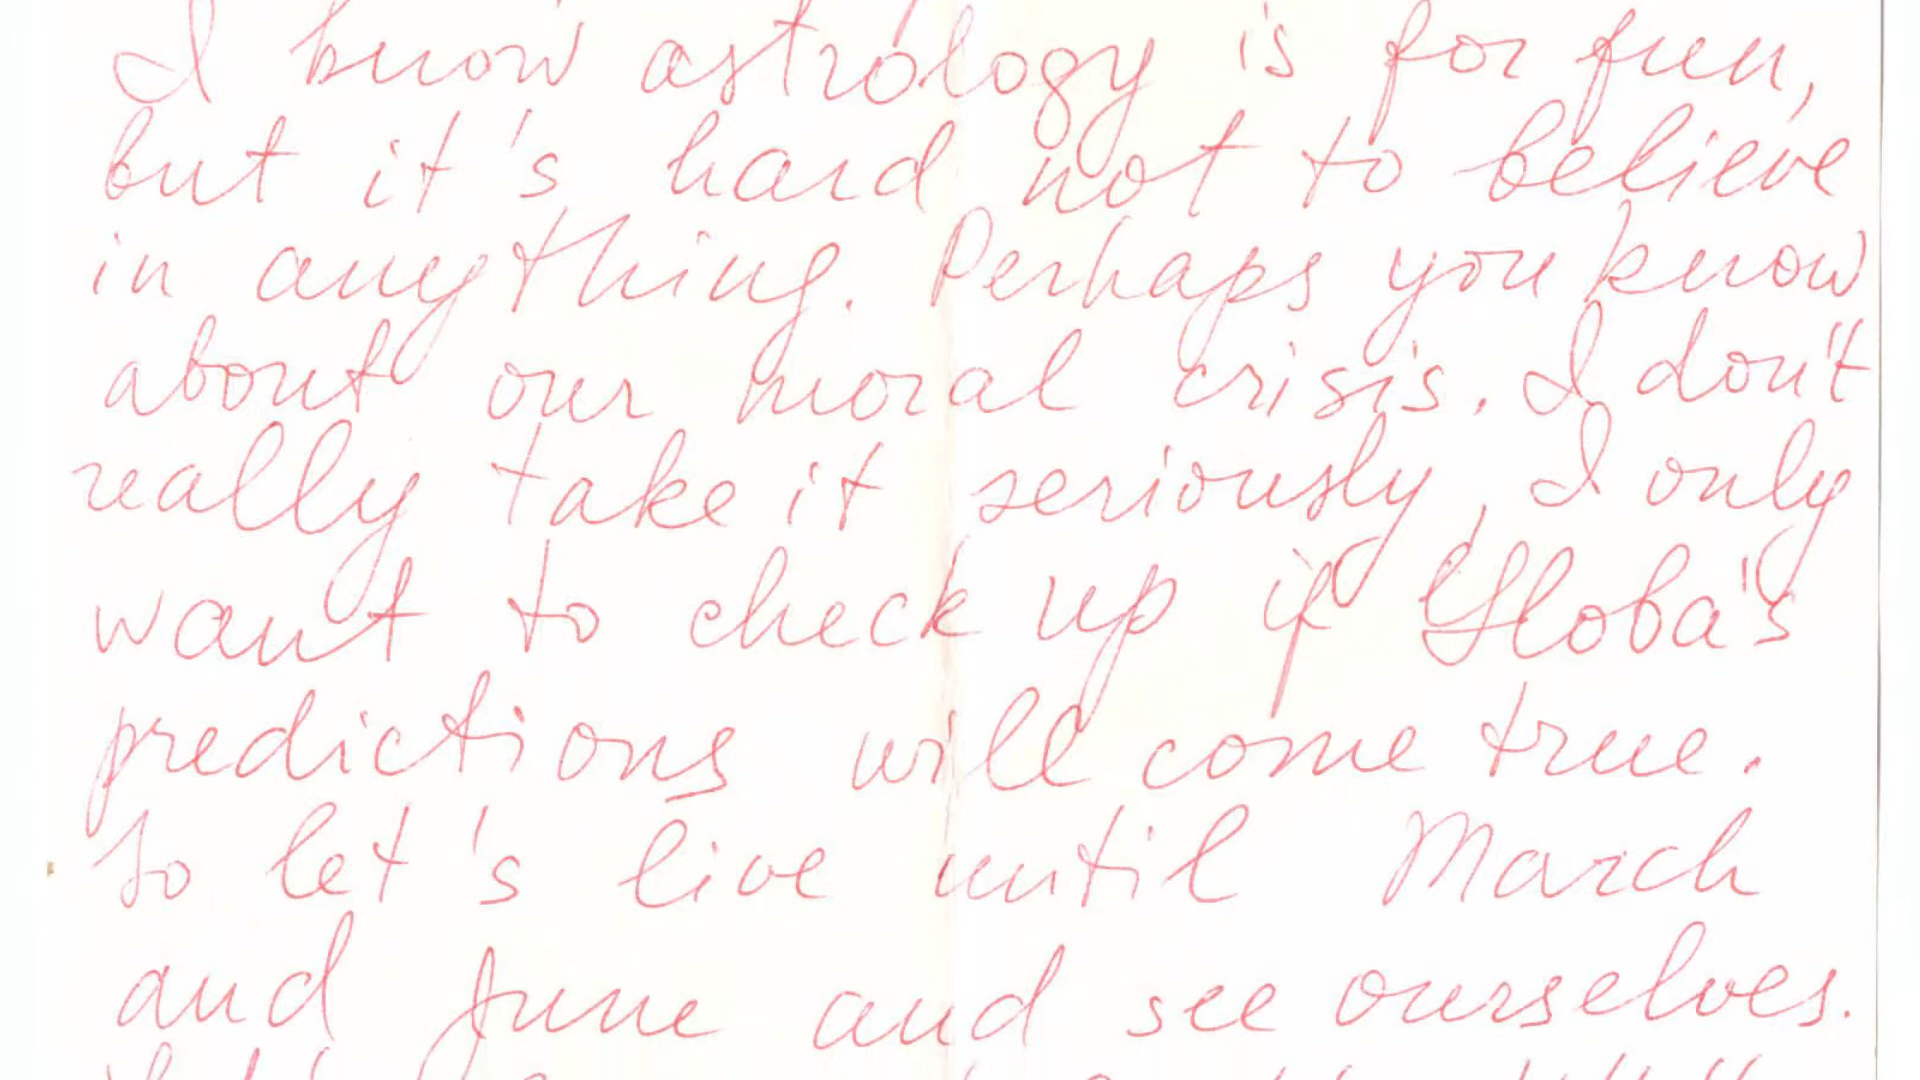 I know astrology is for fun,
but it's hard not to believe
in anything. Perhaps you know
about our moral crisis. I don't
really take it seriously, I only
want to check up if Globa's
predictions will come true.
So let's live until March
and June and see ourselves.